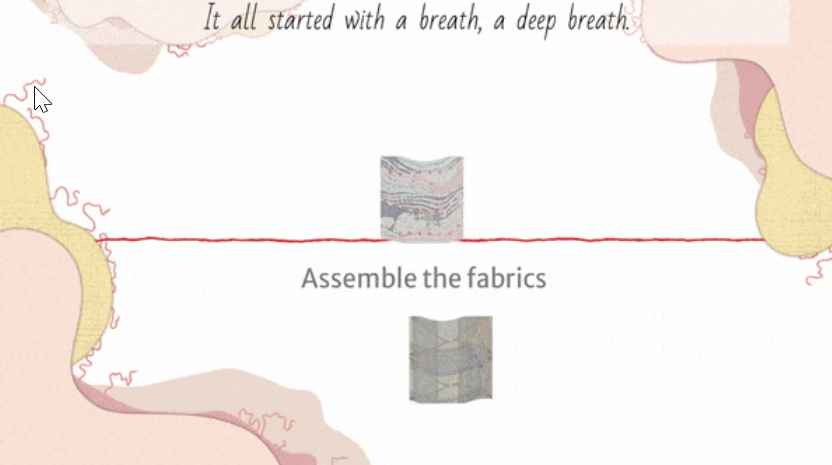 It all started with a breath, a deep breath.
Assemble the fabrics